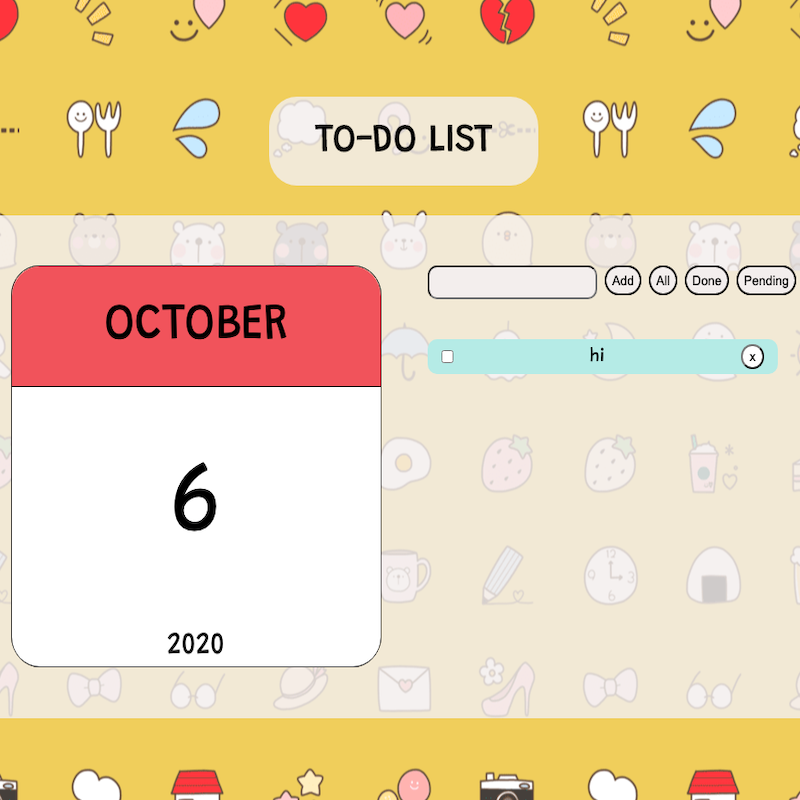 TO-DO LIST
OCTOBER
6
2020
Add
All
Done
Pending
hi
x